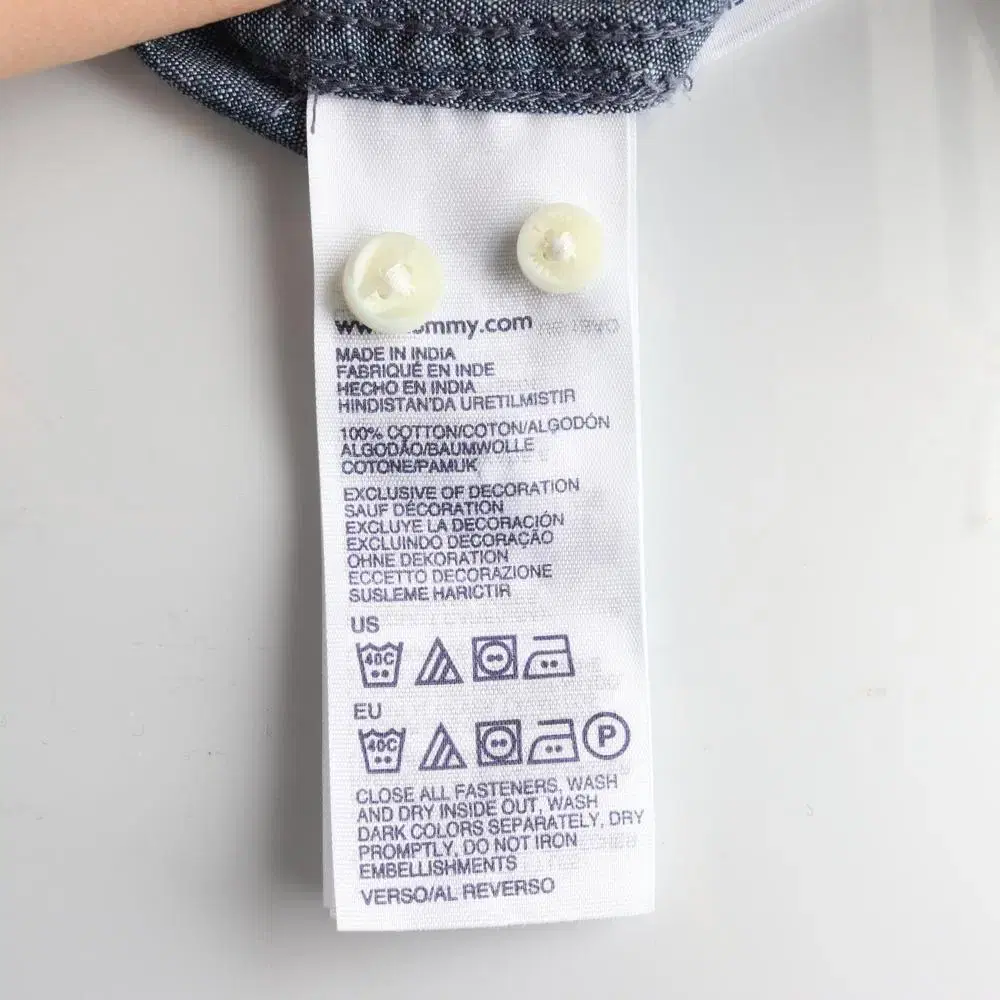 ommy.com
MADE IN INDIA
FABRIQUÉ EN INDE
HECHO EN INDIA
HINDISTAN'DA URETILMISTIR
100% COTTON/COTON/ALGODÓN
ALGODÃO/BAUMWOLLE
COTONE/PAMUK
EXCLUSIVE OF DECORATION
SAUF DÉCORATION
EXCLUYE LA DECORACIÓN
EXCLUINDO DECORAÇÃO
OHNE DEKORATION
ECCETTO DECORAZIONE
SUSLEME HARICTIR
US
40C
EU
40C P
CLOSE ALL FASTENERS, WASH
AND DRY INSIDE OUT, WASH
DARK COLORS SEPARATELY, DRY
PROMPTLY, DO NOT IRON
EMBELLISHMENTS
VERSO/AL REVERSO